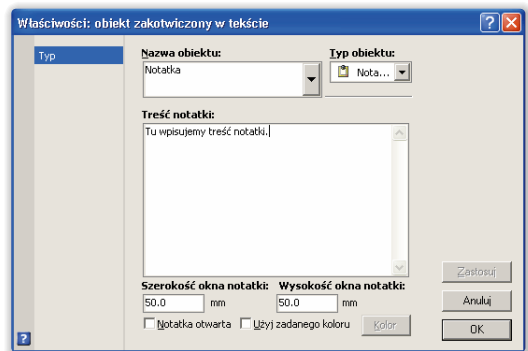 Właściwości: obiekt zakotwiczony w tekście
Typ
Nazwa obiektu: Typ obiektu:
Notatka Nota...
Treść notatki:
Tu wpisujemy treść notatki.
Zastosuj
Szerokość okna notatki: Wysokość okna notatki:
50.0 mm 50.0 mm Anuluj
Notatka otwarta Użyj zadanego koloru Kolor OK